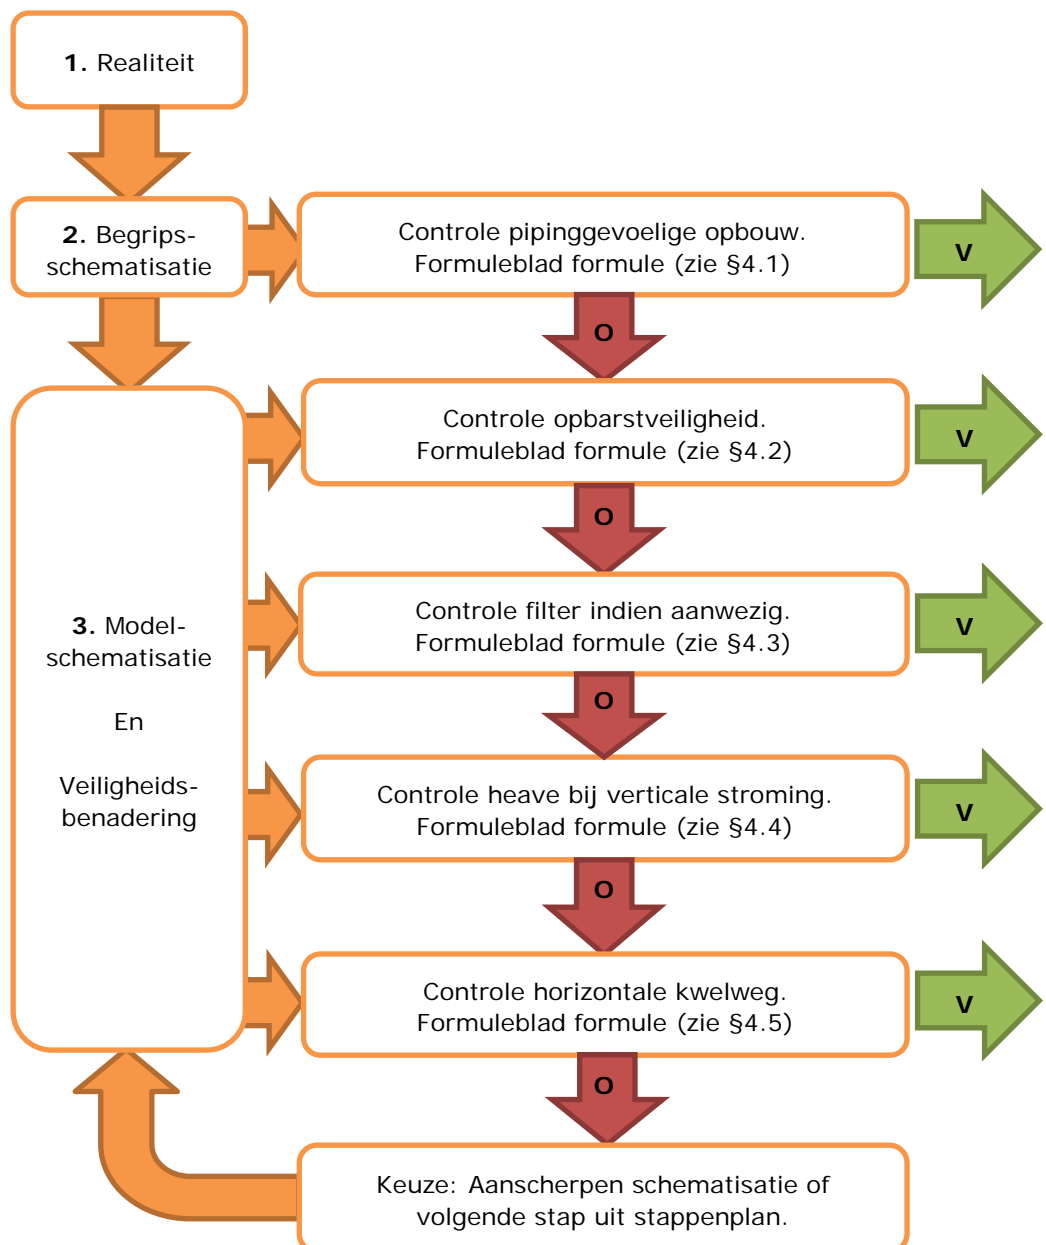 1. Realiteit
2. Begrips-
schematisatie
Controle pipinggevoelige opbouw.
Formuleblad formule (zie §4.1)
V
O
Controle opbarstveiligheid.
Formuleblad formule (zie §4.2)
V
O
3. Model-
schematisatie
En
Veiligheids-
benadering
Controle filter indien aanwezig.
Formuleblad formule (zie §4.3)
V
O
Controle heave bij verticale stroming.
Formuleblad formule (zie §4.4)
V
O
Controle horizontale kwelweg.
Formuleblad formule (zie §4.5)
V
O
Keuze: Aanscherpen schematisatie of
volgende stap uit stappenplan.